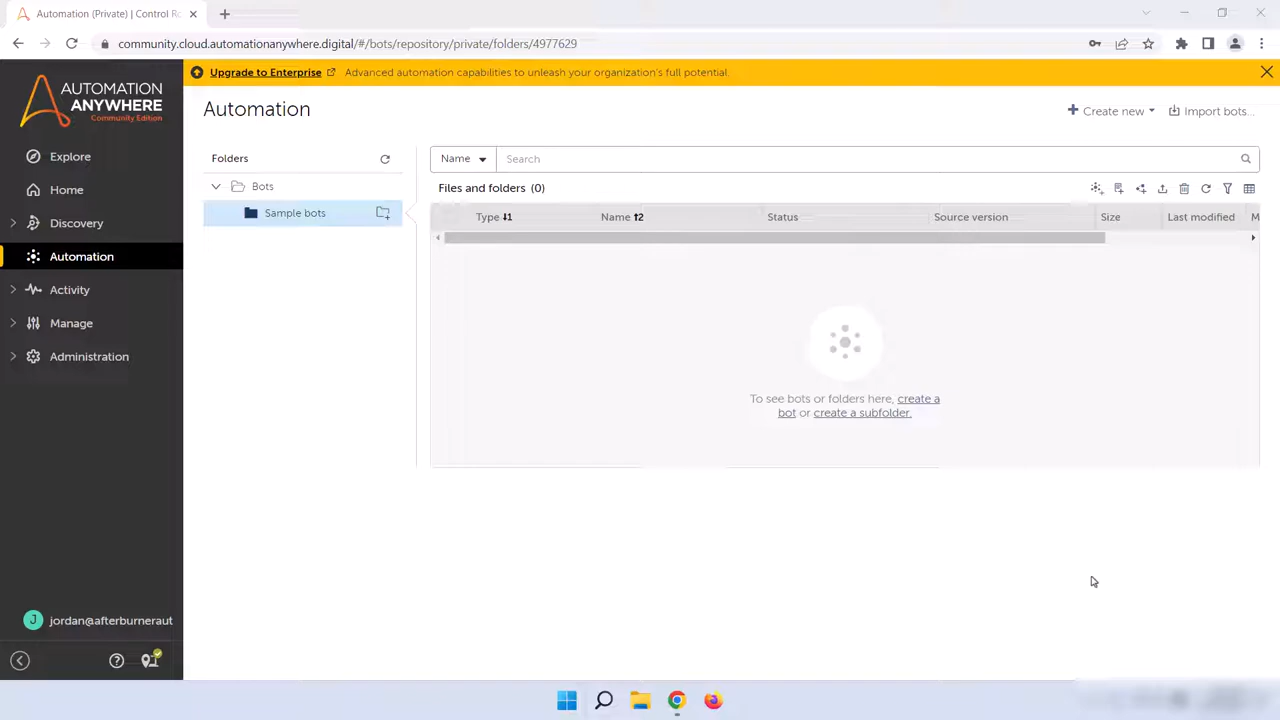 Automation (Private) | Control Ro
community.cloud.automationanywhere.digital/#/bots/repository/private/folders/4977629
Upgrade to Enterprise Advanced automation capabilities to unleash your organization's full potential.
AUTOMATION
ANYWHERE
Community Edition
Automation
Create new
Import bots...
Explore
Home
Discovery
Automation
Activity
Manage
Administration
Folders
Bots
Sample bots
Name
Search
Files and folders (0)
Type 1 Name 2 Status Source version Size Last modified M
To see bots or folders here, create a
bot or create a subfolder.
J jordan@afterburneraut